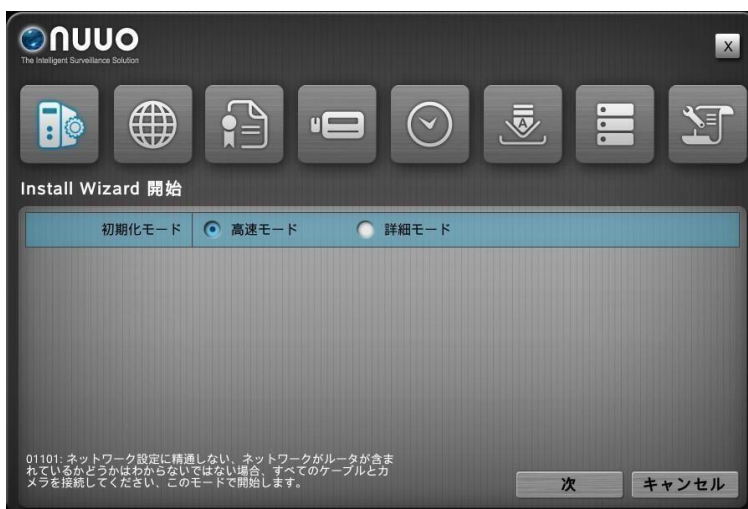 nuuo
The Intelligent Surveillance Solution
X
A
Install Wizard 開始
初期化モード 高速モード 詳細モード
01101: ネットワーク設定に精通しない、ネットワークがルータが含ま
れているかどうかはわからないではない場合、すべてのケーブルとカ
メラを接続してください、このモードで開始します。
次 キャンセル